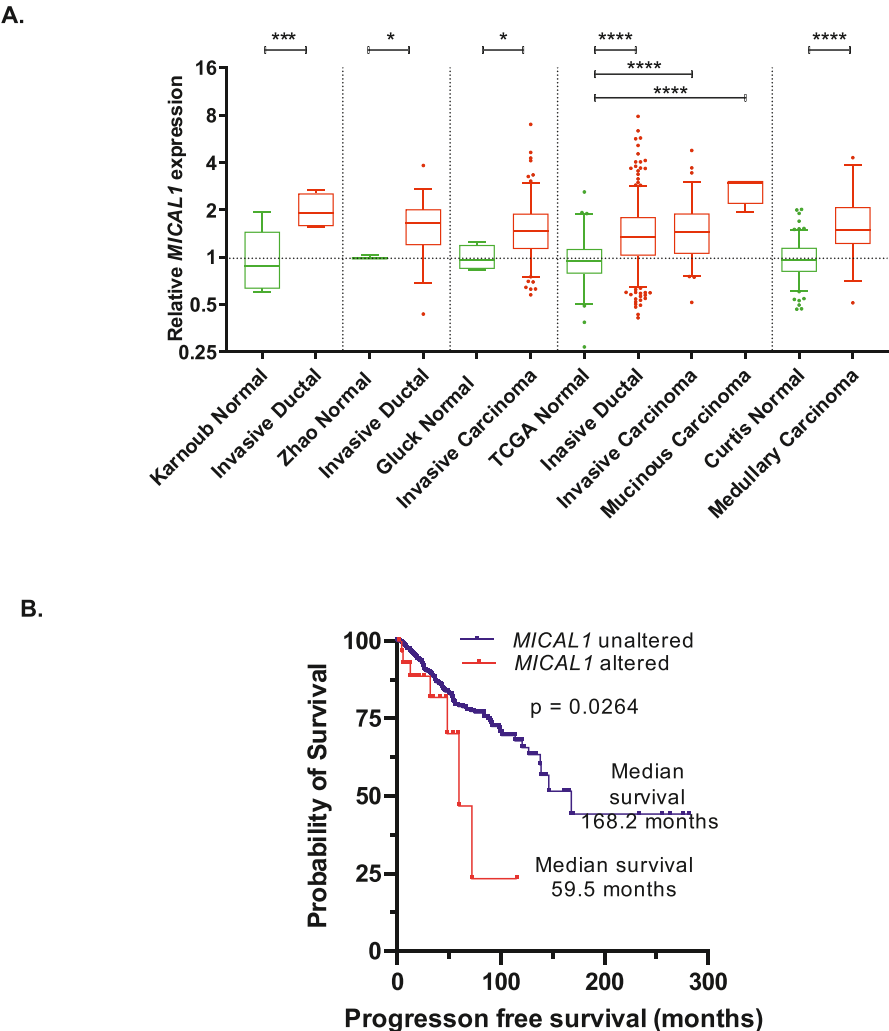 A.
*** * * **** ****
****
****
16
8
4
2
1
0.5
0.25
Relative MICAL1 expression
Karnoub Normal
Invasive Ductal
Zhao Normal
Invasive Ductal
Gluck Normal
Invasive Carcinoma
TCGA Normal
Inasive Ductal
Invasive Carcinoma
Mucinous Carcinoma
Curtis Normal
Medullary Carcinoma
B.
MICAL1 unaltered
MICAL1 altered
p = 0.0264
Median
survival
168.2 months
Median survival
59.5 months
100
75
50
25
0
Probability of Survival
0 100 200 300
Progresson free survival (months)